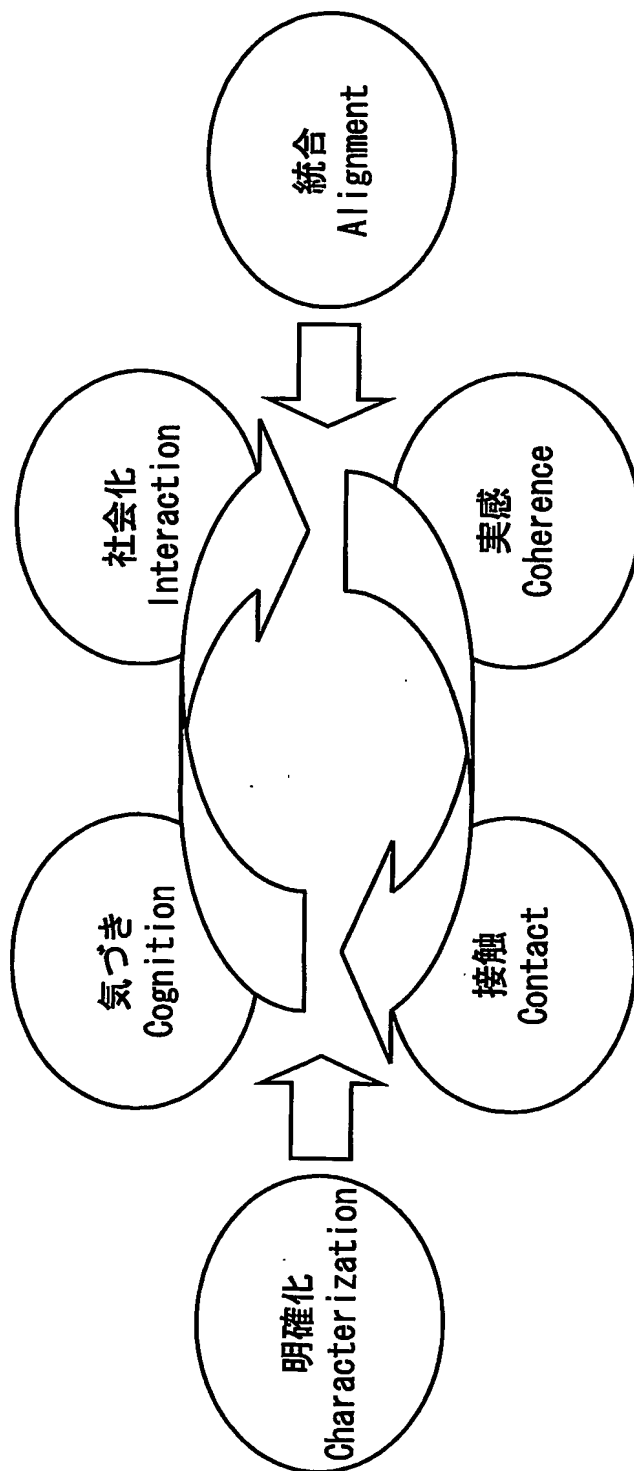 気づき
Cognition
社会化
Interaction
明確化
Characterization
統合
Alignment
接触
Contact
実感
Coherence